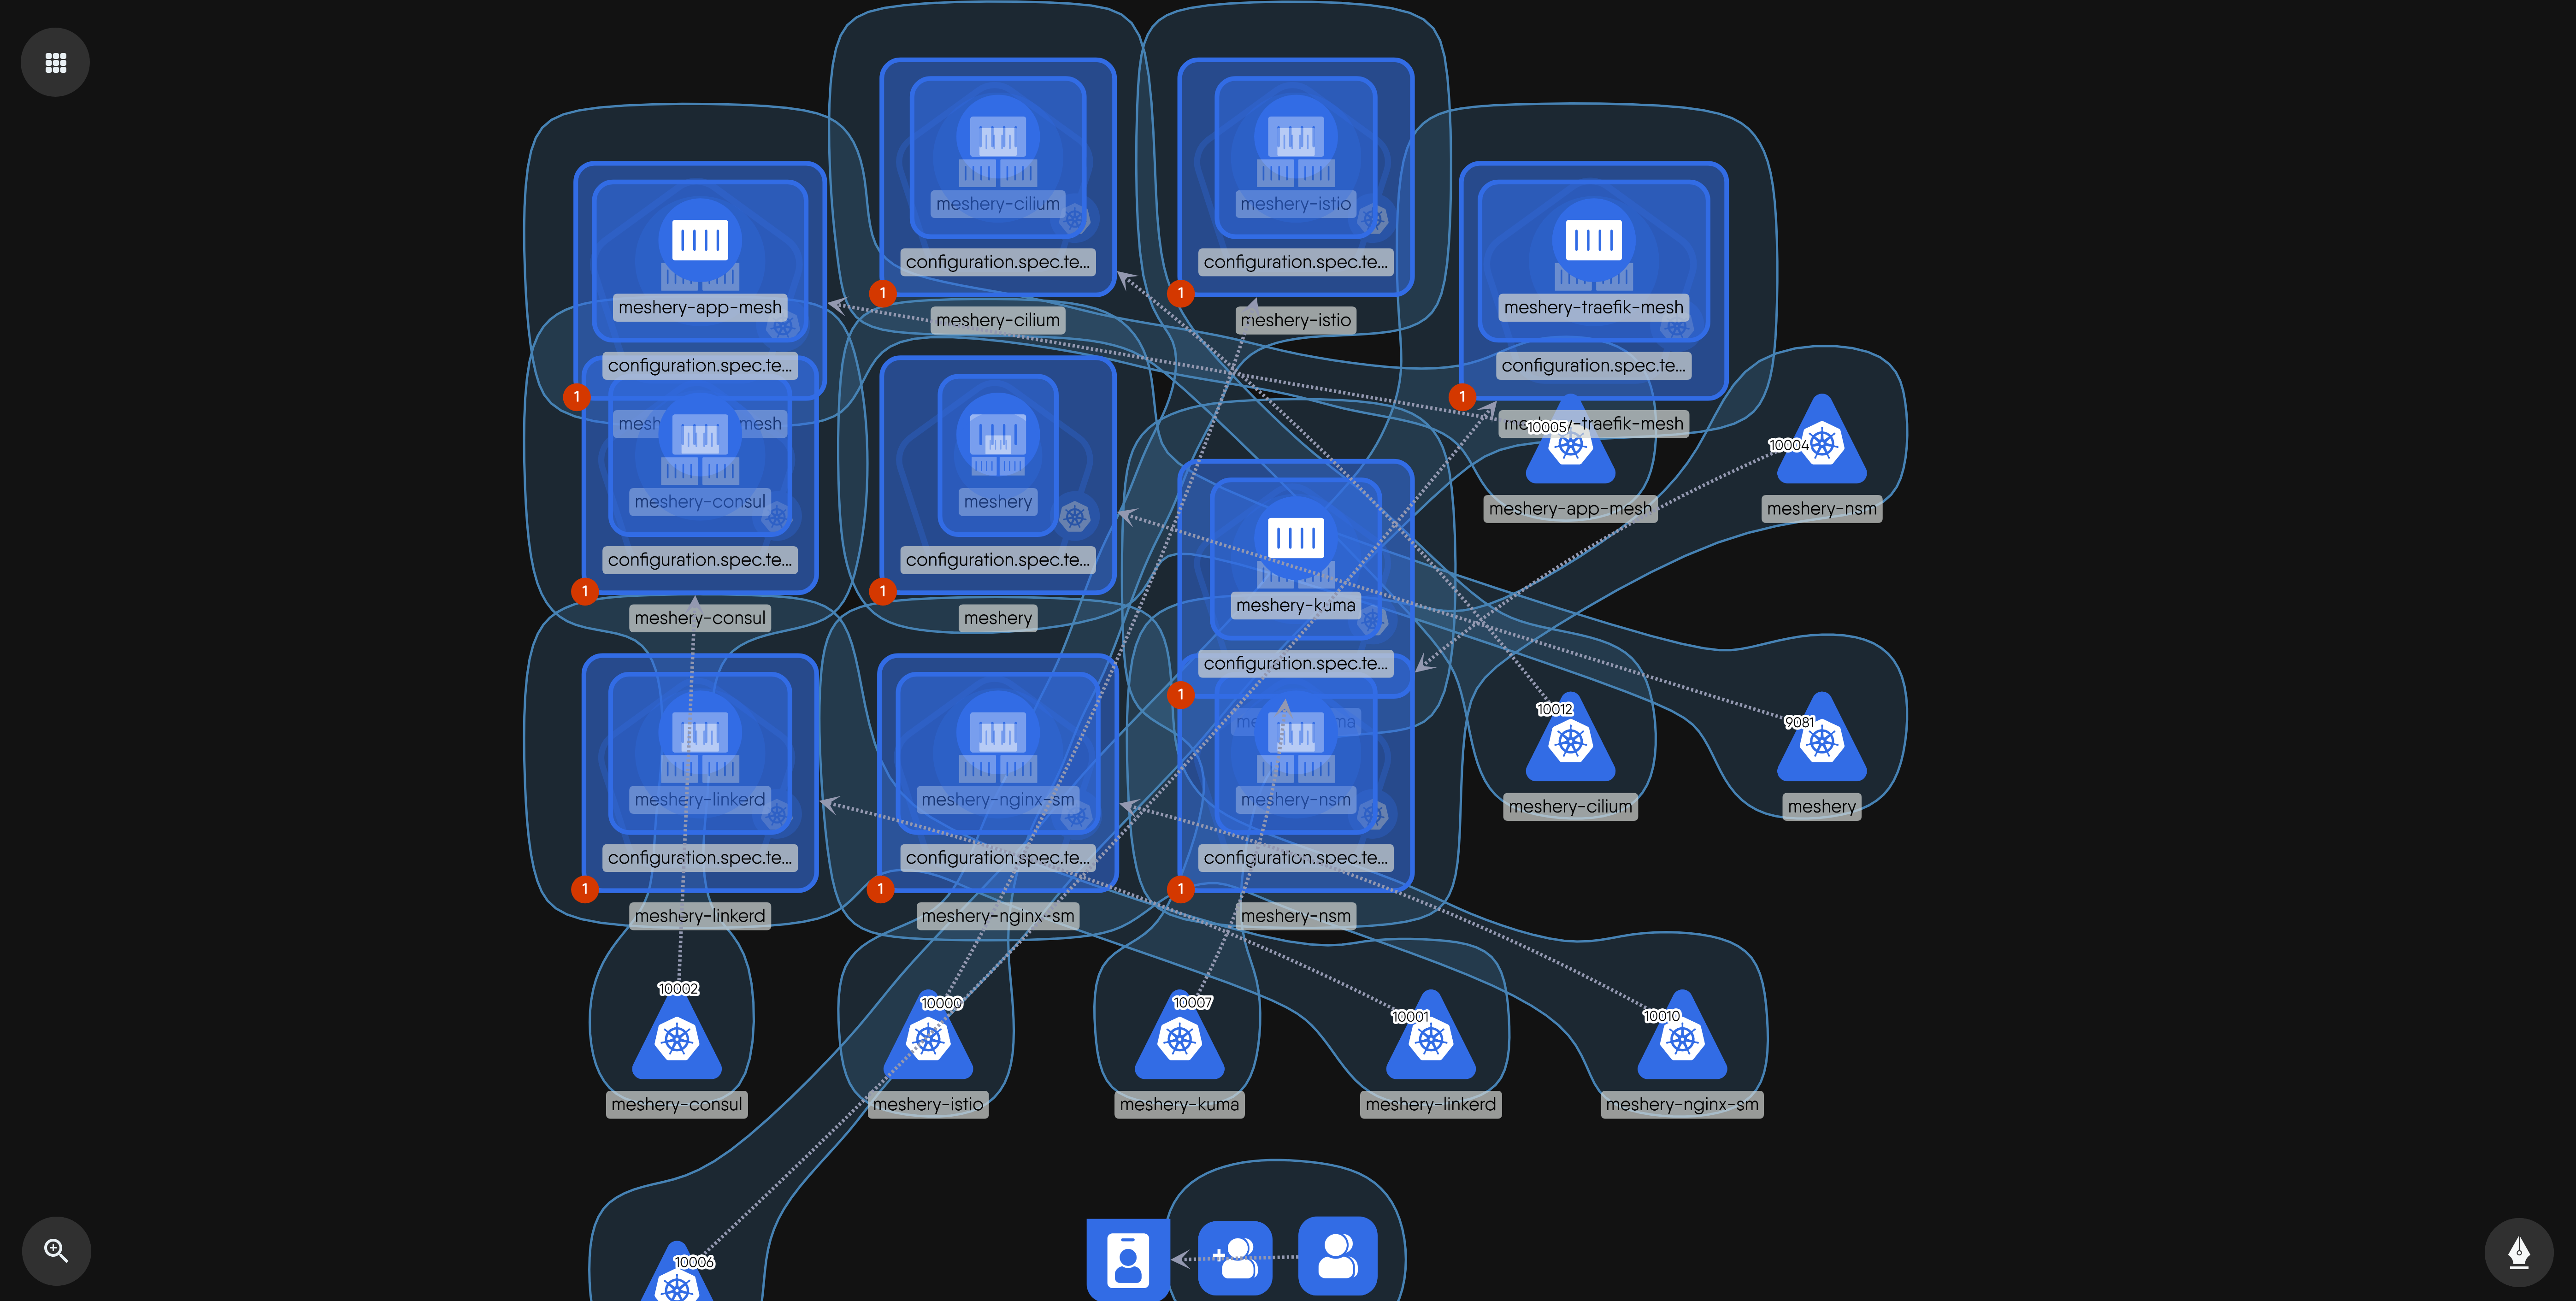 meshery-cilium
configuration.spec.te...
1
meshery-cilium
meshery-istio
configuration.spec.te...
1
meshery-istio
meshery-app-mesh
configuration.spec.te...
1
mesh
mesh
meshery-traefik-mesh
configuration.spec.te...
1
-traefik-mesh
10005
meshery-app-mesh
10004
meshery-nsm
meshery-consul
configuration.spec.te...
1
meshery-consul
meshery
configuration.spec.te...
1
meshery
meshery-kuma
configuration.spec.te...
1
me
ma
10012
meshery-cilium
9081
meshery
meshery-linkerd
configuration.spec.te...
1
meshery-linkerd
meshery-nginx-sm
configuration.spec.te...
1
meshery-nginx-sm
meshery-nsm
configuration.spec.te...
1
meshery-nsm
10002
meshery-consul
10000
meshery-istio
10007
meshery-kuma
10001
meshery-linkerd
10010
meshery-nginx-sm
10006